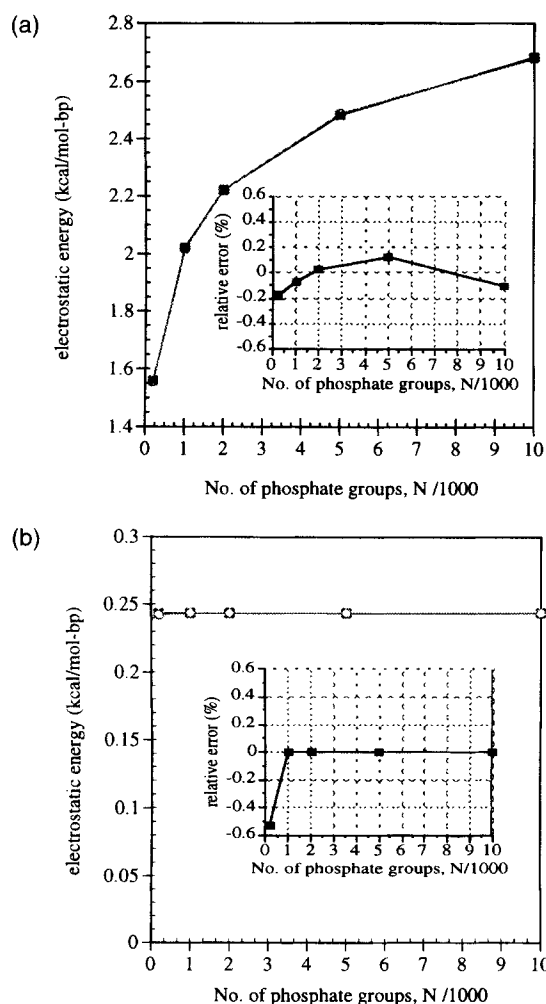 (a)
electrostatic energy (kcal/mol-bp)
2.8
2.6
2.4
2.2
2
1.8
1.6
1.4
0 1 2 3 4 5 6 7 8 9 10
No. of phosphate groups, N /1000
relative error (%)
0.6
0.4
0.2
0
-0.2
-0.4
-0.6
0 1 2 3 4 5 6 7 8 9 10
No. of phosphate groups, N/1000
(b)
electrostatic energy (kcal/mol-bp)
0.3
0.25
0.2
0.15
0.1
0.05
0
0 1 2 3 4 5 6 7 8 9 10
No. of phosphate groups, N /1000
relative error (%)
0.6
0.4
0.2
0
-0.2
-0.4
-0.6
0 1 2 3 4 5 6 7 8 9 10
No. of phosphate groups, N/1000